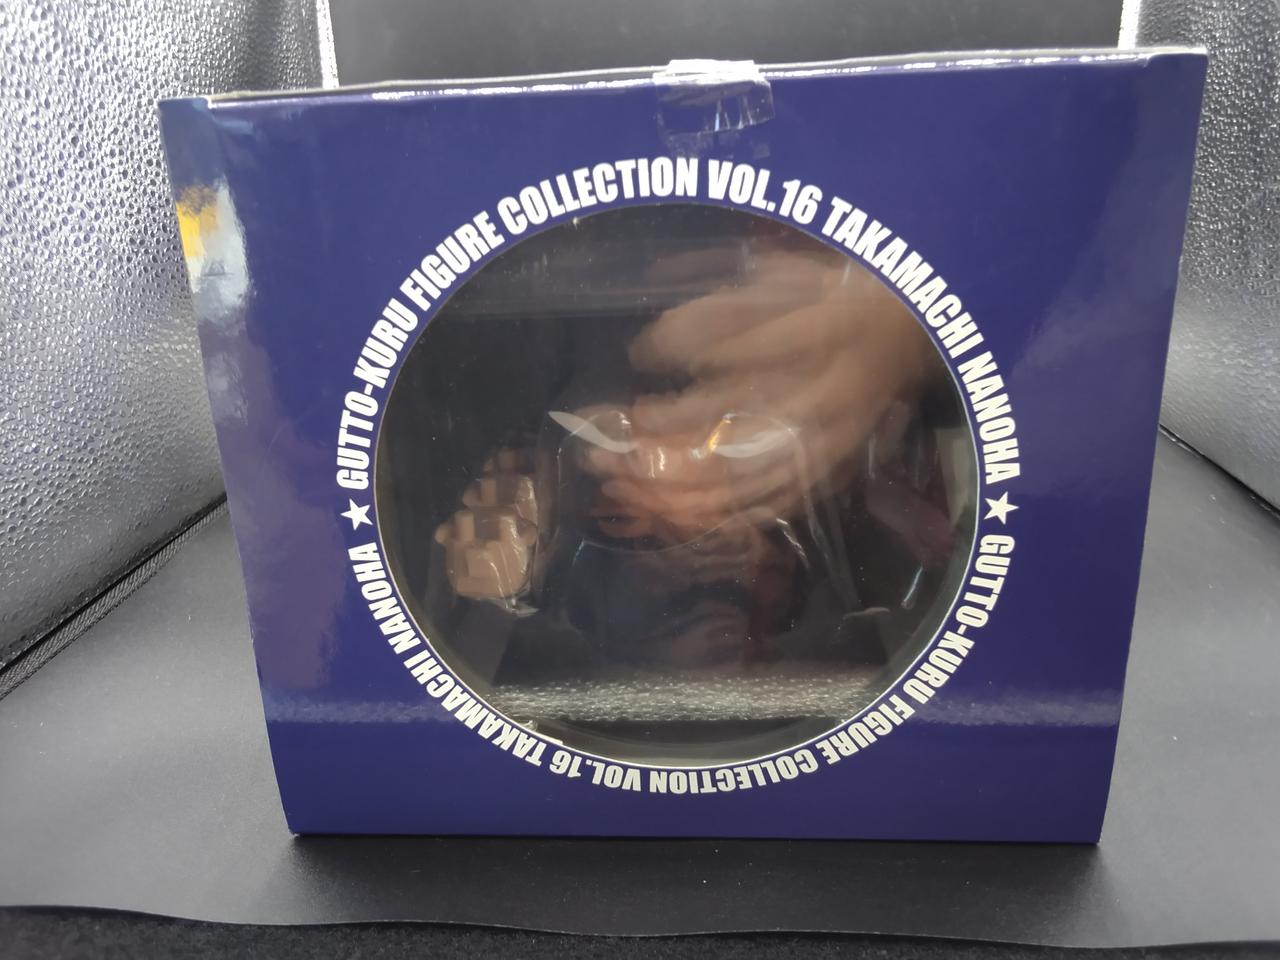 ★ GUTTO-KURU FIGURE COLLECTION VOL.16 TAKAMACHI NANOHA
★ GUTTO-KURU FIGURE COLLECTION VOL.16 TAKAMACHI NANOHA